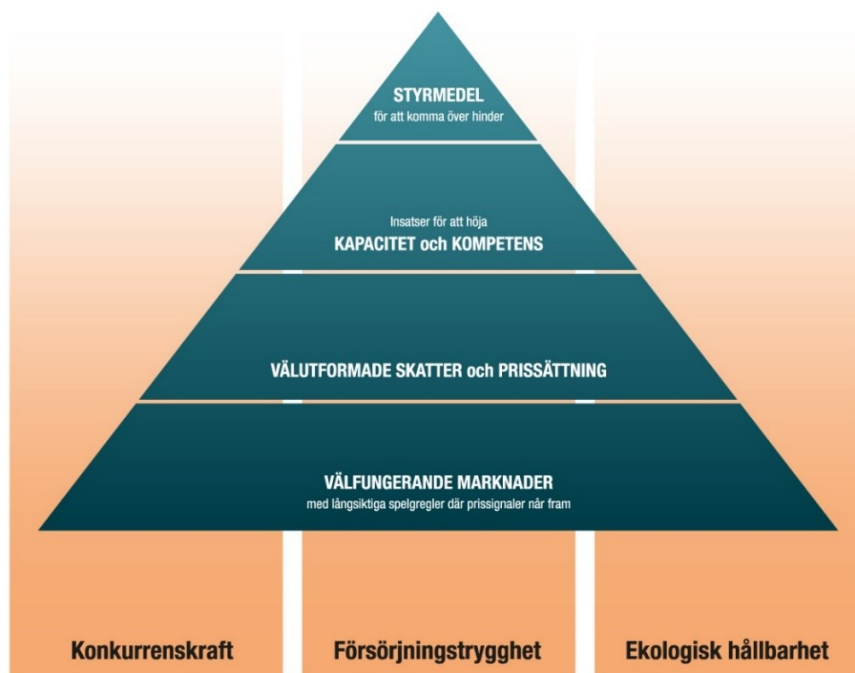 STYRMEDEL
för att komma över hinder
Insatser för att höja
KAPACITET och KOMPETENS
VÄLUTFORMADE SKATTER och PRISSÄTTNING
VÄLFUNGERANDE MARKNADER
med långsiktiga spelregler där prissignaler når fram
Konkurrenskraft
Försörjningstrygghet
Ekologisk hållbarhet